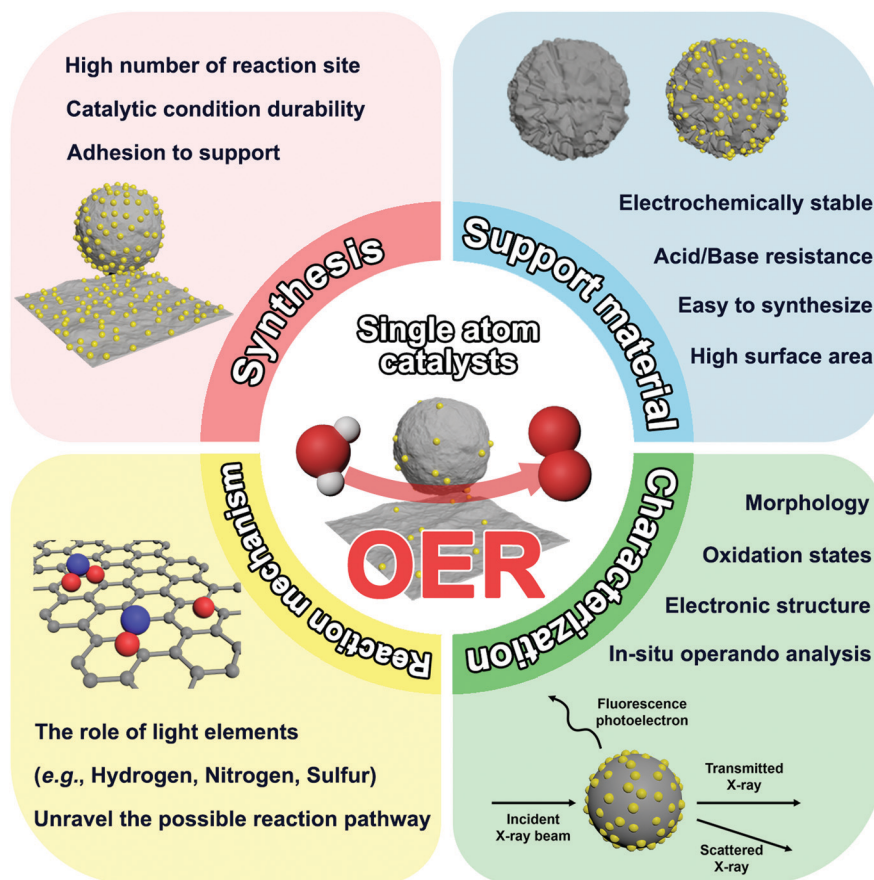 High number of reaction site
Catalytic condition durability
Adhesion to support
Synthesis
Electrochemically stable
Acid/Base resistance
Easy to synthesize
High surface area
Support material
Single atom
catalysts
OER
Reaction mechanism
The role of light elements
(e.g., Hydrogen, Nitrogen, Sulfur)
Unravel the possible reaction pathway
Characterization
Morphology
Oxidation states
Electronic structure
In-situ operando analysis
Fluorescence
photoelectron
Incident
X-ray beam
Transmitted
X-ray
Scattered
X-ray